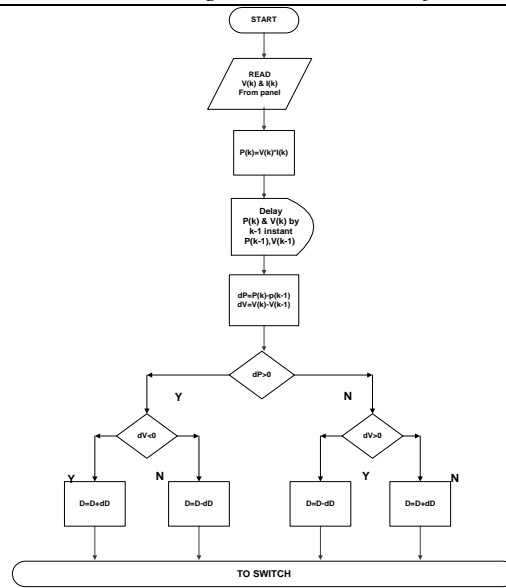 START
READ
V(k) & I(k)
From panel
P(k)=V(k)*I(k)
Delay
P(k) & V(k) by
k-1 instant
P(k-1),V(k-1)
dP=P(k)-p(k-1)
dV=V(k)-V(k-1)
dP>0
Y
N
dV<0
dV>0
Y
N
Y
N
D=D+dD
D=D-dD
D=D-dD
D=D+dD
TO SWITCH